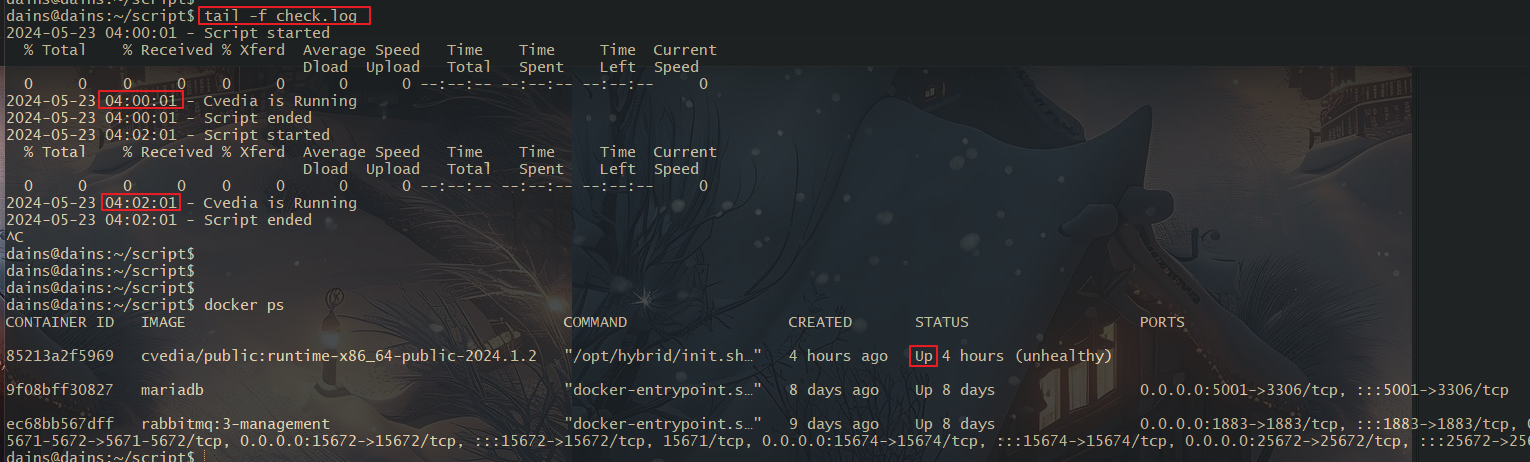 dains@dains:~/script$
dains@dains:~/script$ tail -f check.log
2024-05-23 04:00:01 - Script started
  % Total    % Received % Xferd  Average Speed   Time    Time     Time  Current
                                 Dload  Upload   Total   Spent    Left  Speed
  0     0    0     0    0     0      0      0 --:--:-- --:--:-- --:--:--     0
2024-05-23 04:00:01 - Cvedia is Running
2024-05-23 04:00:01 - Script ended
2024-05-23 04:02:01 - Script started
  % Total    % Received % Xferd  Average Speed   Time    Time     Time  Current
                                 Dload  Upload   Total   Spent    Left  Speed
  0     0    0     0    0     0      0      0 --:--:-- --:--:-- --:--:--     0
2024-05-23 04:02:01 - Cvedia is Running
2024-05-23 04:02:01 - Script ended
^C
dains@dains:~/script$
dains@dains:~/script$
dains@dains:~/script$
dains@dains:~/script$ docker ps
CONTAINER ID   IMAGE                                          COMMAND                  CREATED       STATUS                   PORTS
85213a2f5969   cvedia/public:runtime-x86_64-public-2024.1.2   "/opt/hybrid/init.sh…"   4 hours ago   Up 4 hours (unhealthy)
9f08bff30827   mariadb                                        "docker-entrypoint.s…"   8 days ago    Up 8 days                0.0.0.0:5001->3306/tcp, :::5001->3306/tcp
ec68bb567dff   rabbitmq:3-management                          "docker-entrypoint.s…"   9 days ago    Up 8 days                0.0.0.0:1883->1883/tcp, :::1883->1883/tcp,
5671-5672->5671-5672/tcp, 0.0.0.0:15672->15672/tcp, :::15672->15672/tcp, 15671/tcp, 0.0.0.0:15674->15674/tcp, :::15674->15674/tcp, 0.0.0.0:25672->25672/tcp, :::25672->256
dains@dains:~/script$